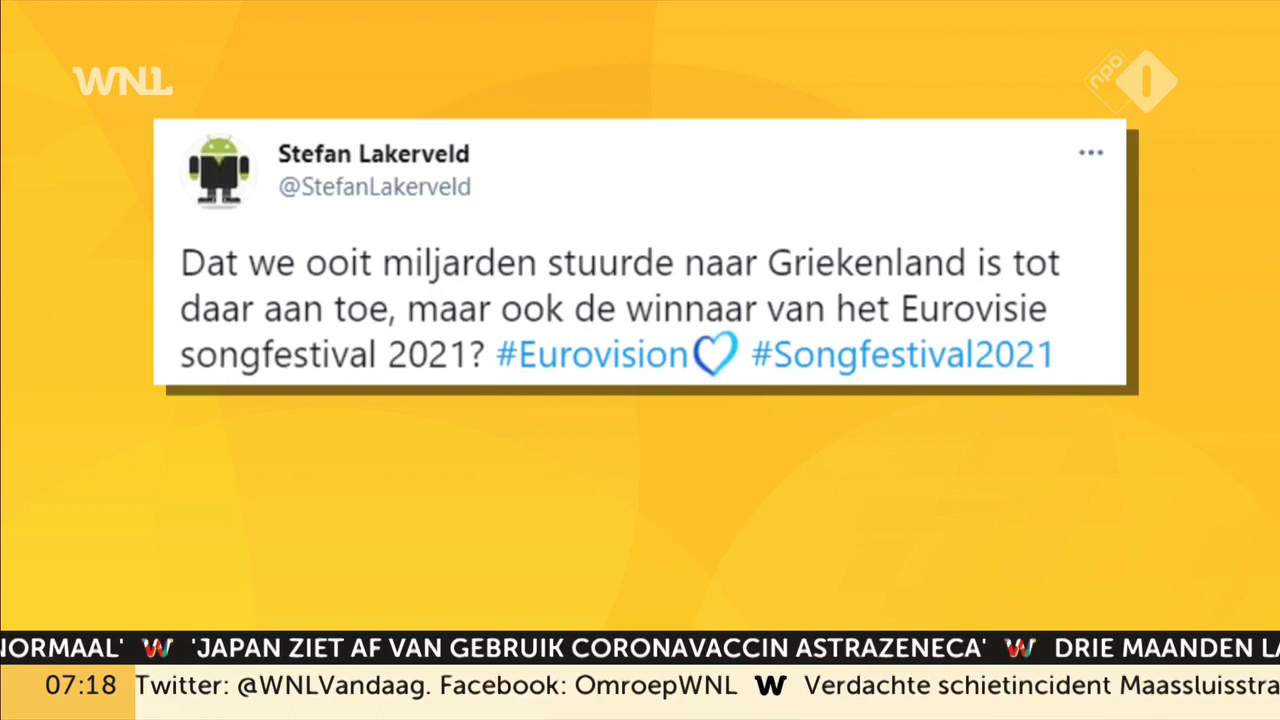 WNL
npo 1
Stefan Lakerveld
@StefanLakerveld
Dat we ooit miljarden stuurde naar Griekenland is tot
daar aan toe, maar ook de winnaar van het Eurovisie
songfestival 2021? #Eurovision #Songfestival2021
NORMAAL' W 'JAPAN ZIET AF VAN GEBRUIK CORONAVACCIN ASTRAZENECA' W DRIE MAANDEN LA
07:18 Twitter: @WNLVandaag. Facebook: OmroepWNL W Verdachte schietincident Maassluisstra